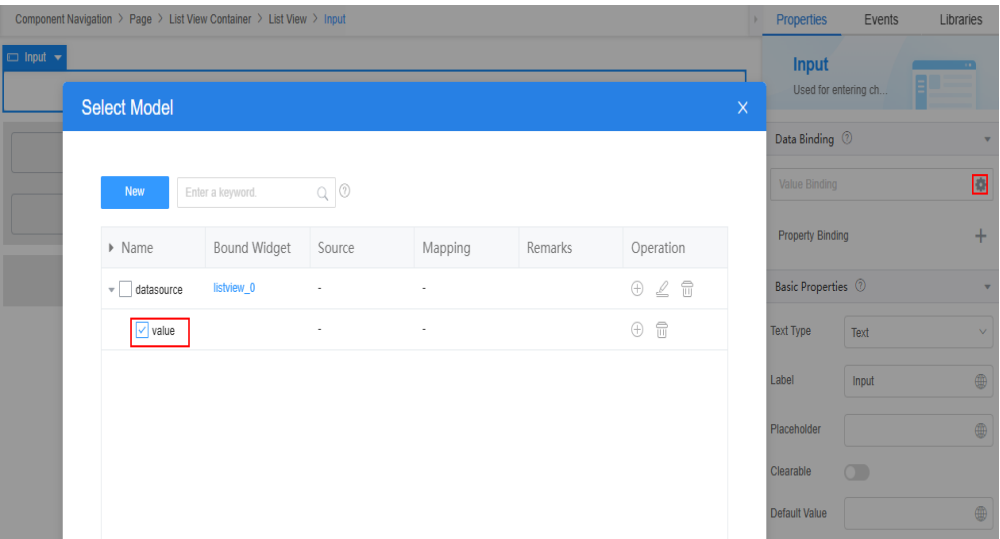 Component Navigation > Page > List View Container > List View > Input
Properties Events Libraries
Input
Input
Used for entering ch...
Select Model
X
Data Binding ?
New
Enter a keyword.
?
Value Binding
Name Bound Widget Source Mapping Remarks Operation
Property Binding
datasource listview_0 - -
Basic Properties ?
value - -
Text Type Text
Label Input
Placeholder
Clearable
Default Value